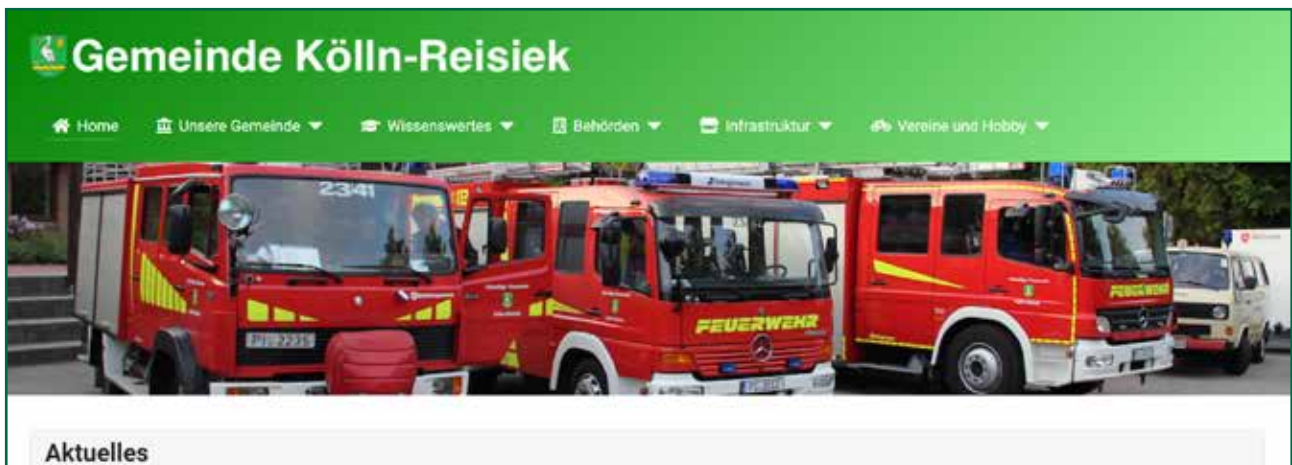 Gemeinde Kölln-Reisiek
Home Unsere Gemeinde Wissenswertes Behörden Infrastruktur Vereine und Hobby
2341
FEUERWEHR
FEUERWEHR
Aktuelles